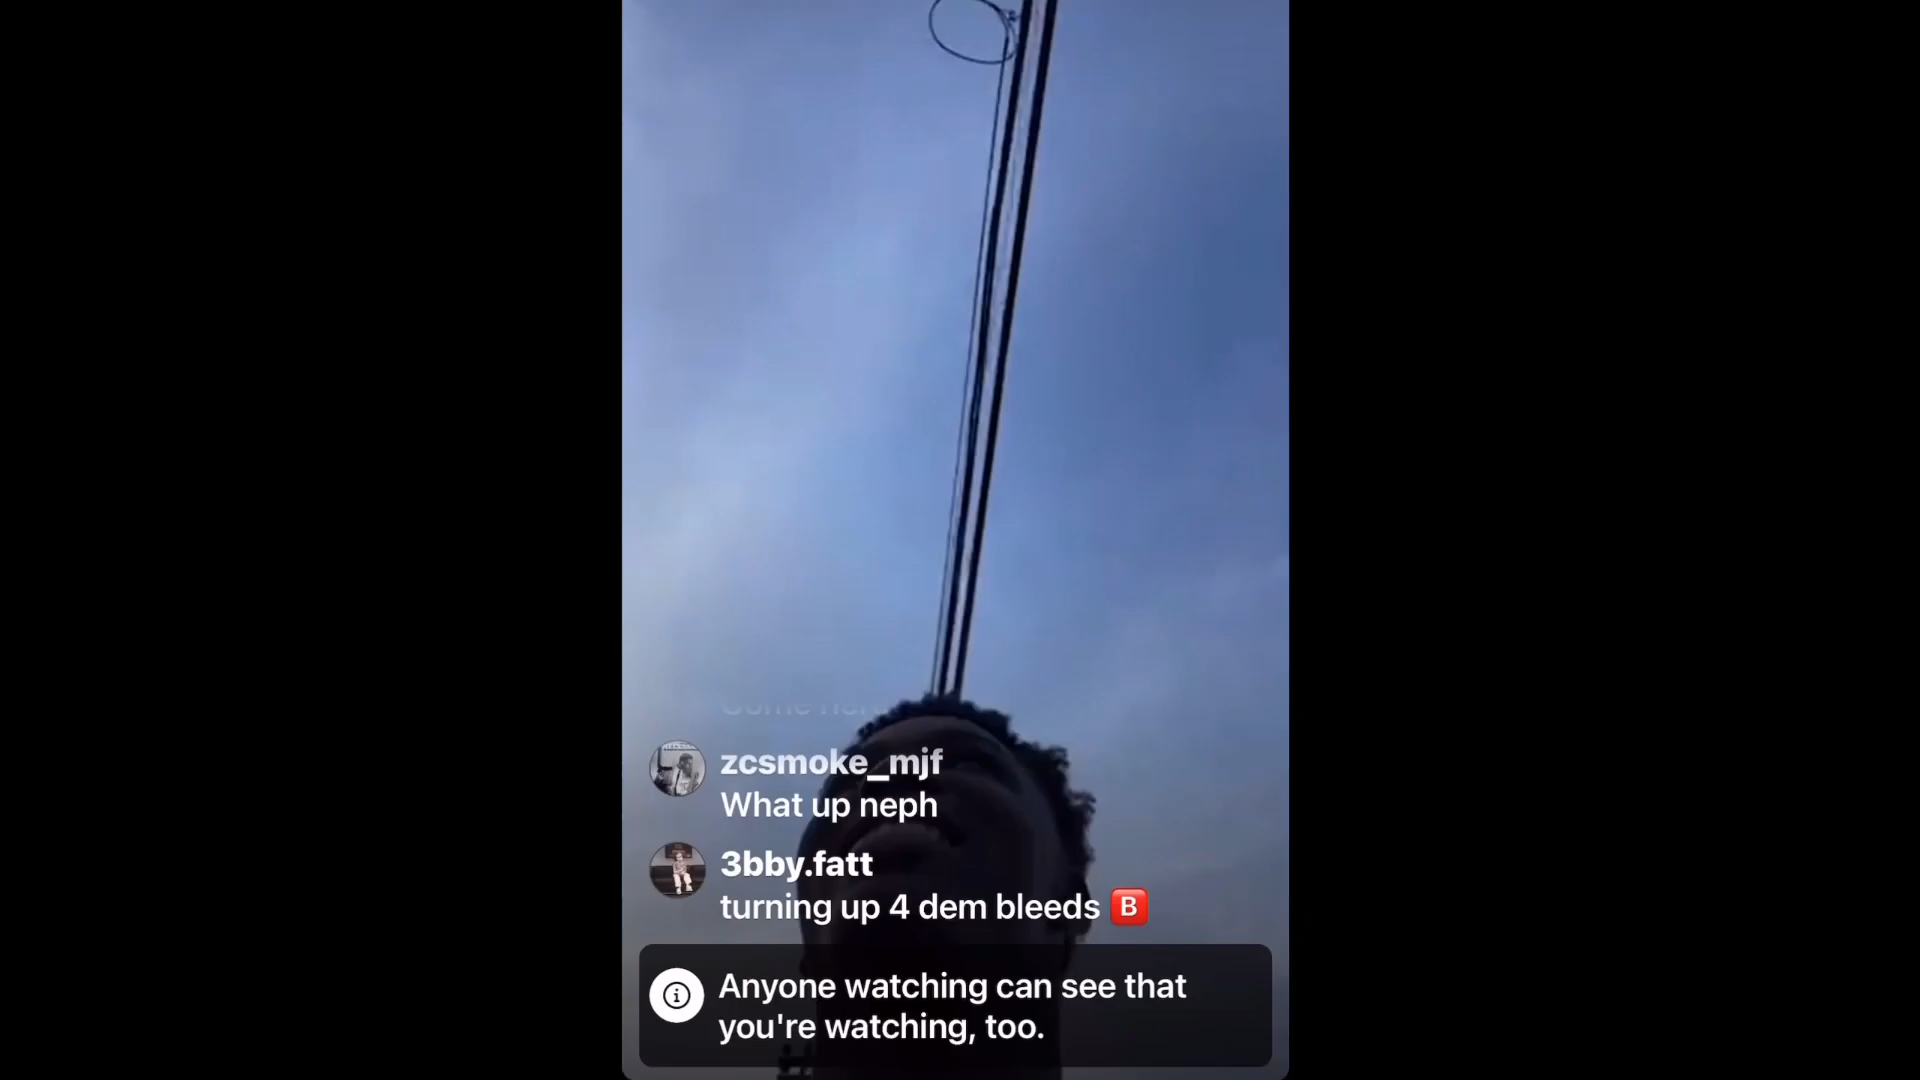 zcsmoke_mjf
What up neph
3bby.fatt
turning up 4 dem bleeds 🅱️
Anyone watching can see that
you're watching, too.